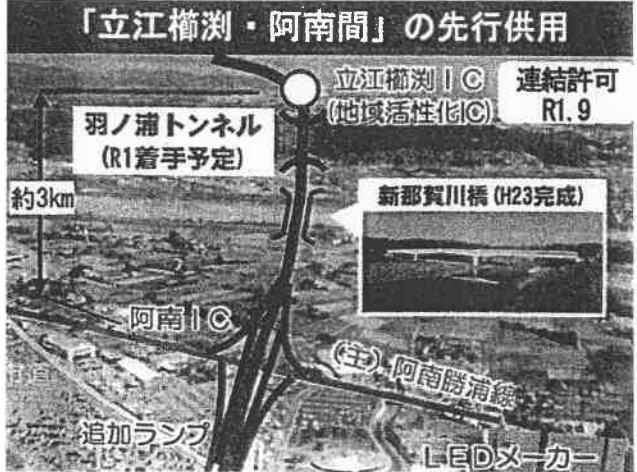 「立江櫛渕・阿南間」の先行供用
立江櫛渕IC
(地域活性化IC)
連結許可
R1.9
羽ノ浦トンネル
(R1着手予定)
約3km
新那賀川橋(H23完成)
阿南IC
(主)阿南勝浦線
追加ランプ
LEDメーカー